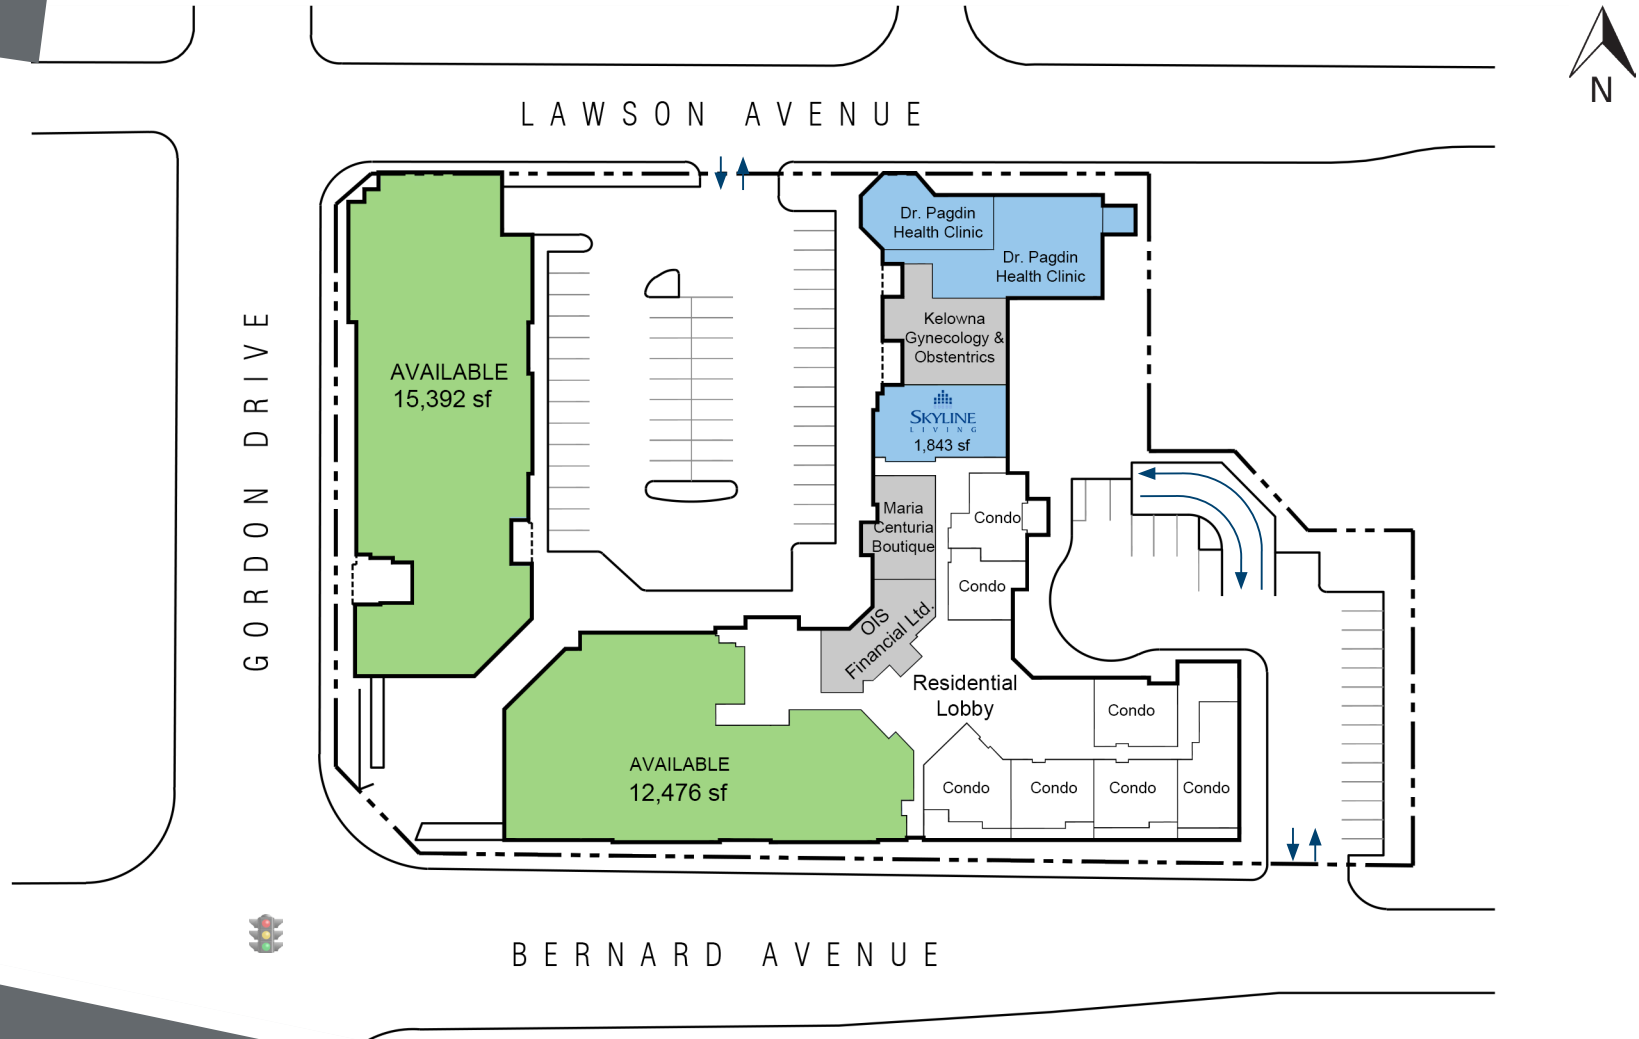 N
LAWSON AVENUE
GORDON DRIVE
AVAILABLE
15,392 sf
Dr. Pagdin
Health Clinic
Dr. Pagdin
Health Clinic
Kelowna
Gynecology &
Obstentrics
SKYLINE
LIVING
1,843 sf
Maria
Centuria
Boutique
Condo
Condo
OIS
Financial Ltd.
Residential
Lobby
Condo
AVAILABLE
12,476 sf
Condo
Condo
Condo
Condo
BERNARD AVENUE